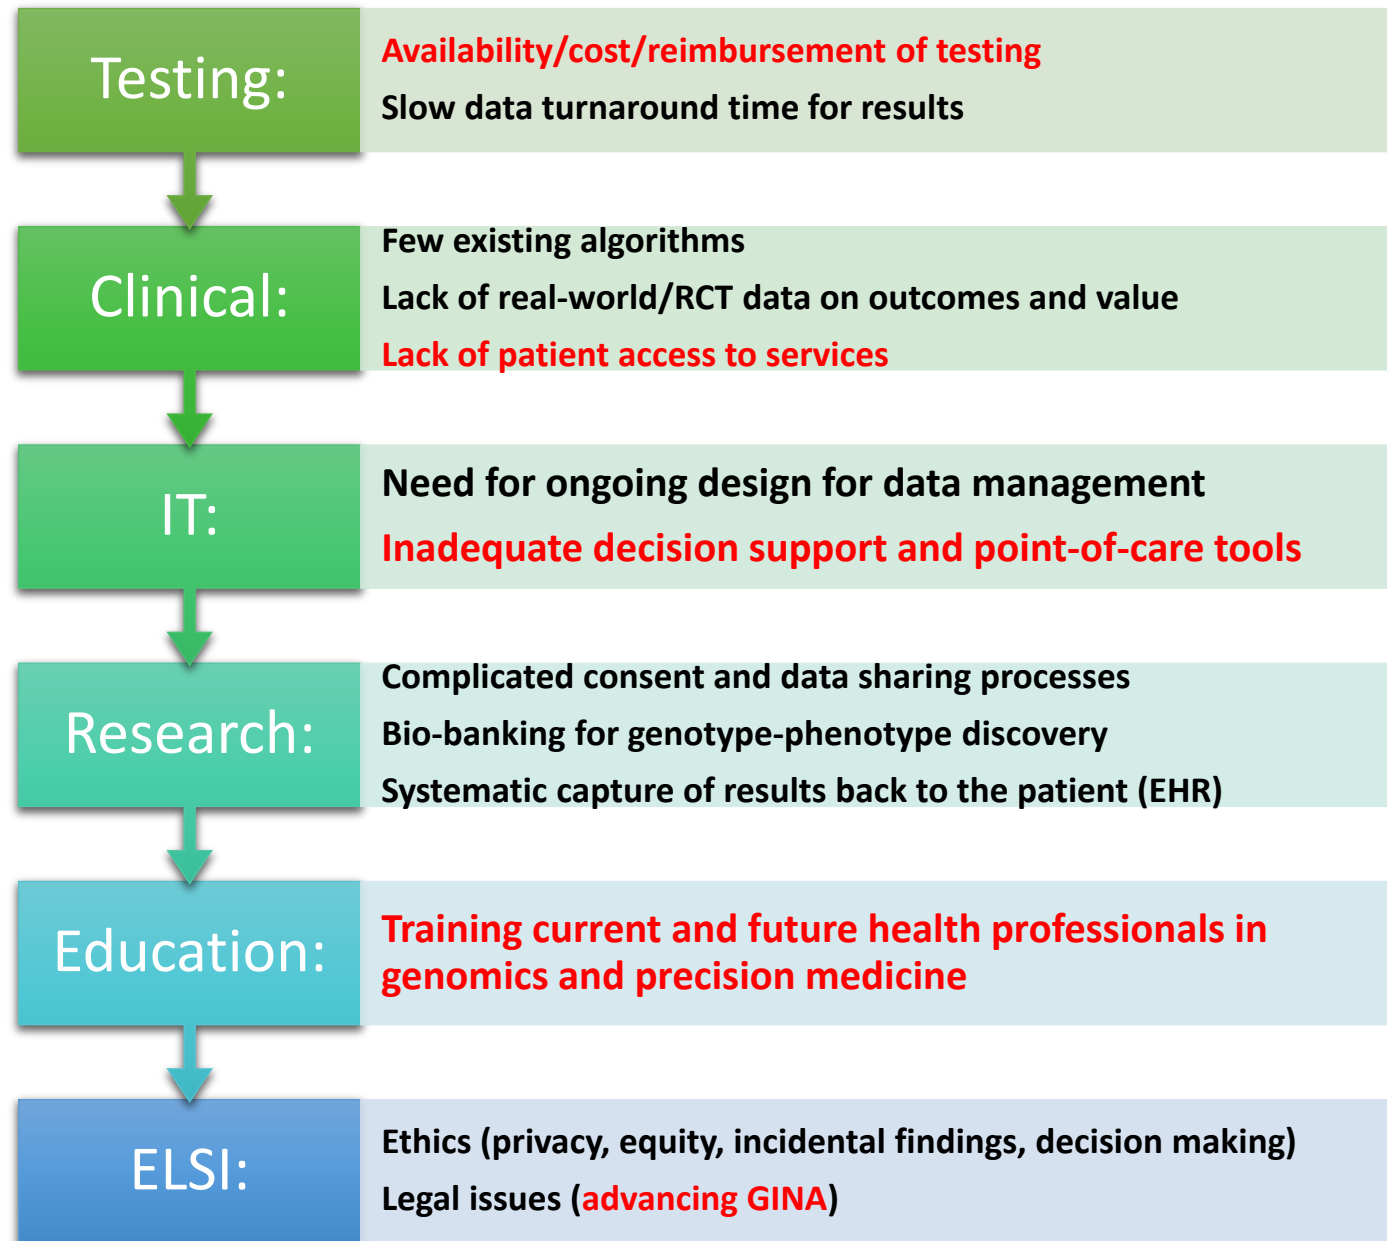 Testing:
Availability/cost/reimbursement of testing
Slow data turnaround time for results
Clinical:
Few existing algorithms
Lack of real-world/RCT data on outcomes and value
Lack of patient access to services
IT:
Need for ongoing design for data management
Inadequate decision support and point-of-care tools
Research:
Complicated consent and data sharing processes
Bio-banking for genotype-phenotype discovery
Systematic capture of results back to the patient (EHR)
Education:
Training current and future health professionals in
genomics and precision medicine
ELSI:
Ethics (privacy, equity, incidental findings, decision making)
Legal issues (advancing GINA)